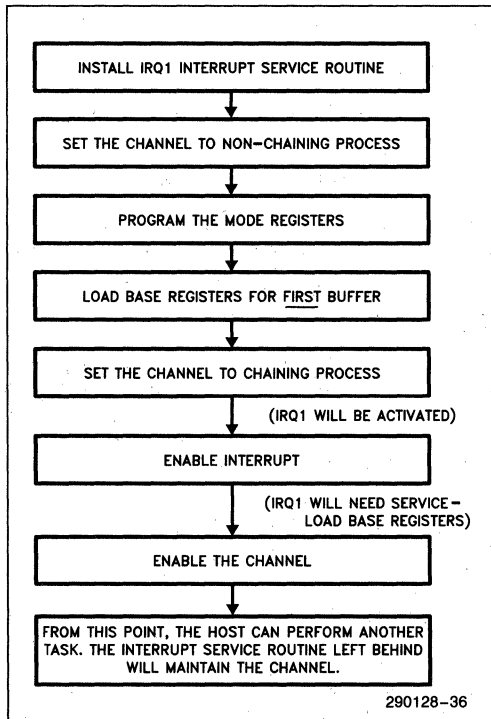 INSTALL IRQ1 INTERRUPT SERVICE ROUTINE
SET THE CHANNEL TO NON-CHAINING PROCESS
PROGRAM THE MODE REGISTERS
LOAD BASE REGISTERS FOR FIRST BUFFER
SET THE CHANNEL TO CHAINING PROCESS
(IRQ1 WILL BE ACTIVATED)
ENABLE INTERRUPT
(IRQ1 WILL NEED SERVICE-
LOAD BASE REGISTERS)
ENABLE THE CHANNEL
FROM THIS POINT, THE HOST CAN PERFORM ANOTHER
TASK. THE INTERRUPT SERVICE ROUTINE LEFT BEHIND
WILL MAINTAIN THE CHANNEL.
290128-36